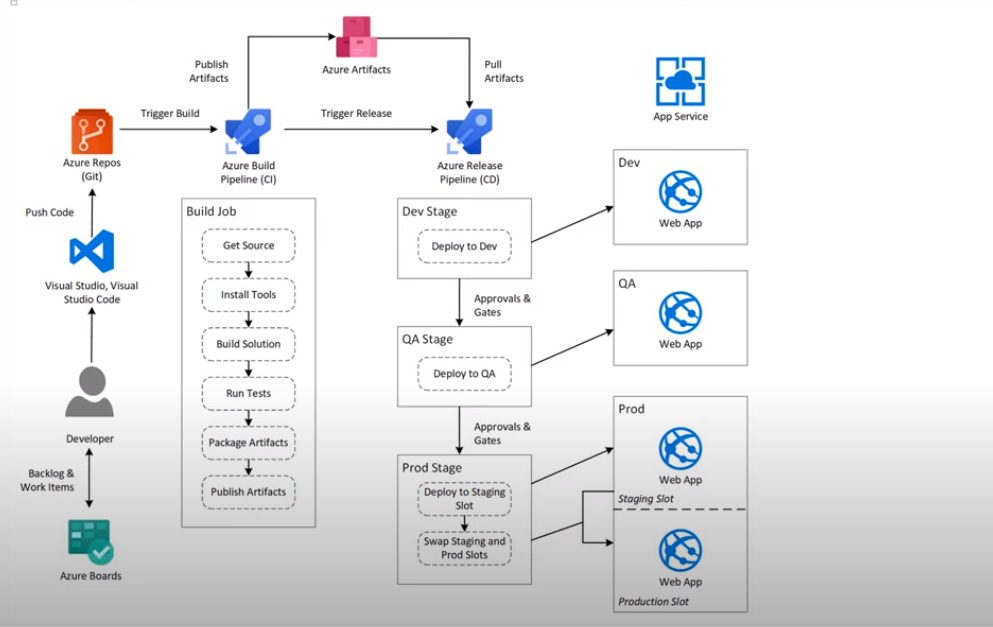 Publish
Artifacts
Azure Artifacts
Pull
Artifacts
App Service
Trigger Build
Trigger Release
Azure Repos
(Git)
Azure Build
Pipeline (CI)
Azure Release
Pipeline (CD)
Push Code
Visual Studio, Visual
Studio Code
Developer
Backlog &
Work Items
Azure Boards
Build Job
Get Source
Install Tools
Build Solution
Run Tests
Package Artifacts
Publish Artifacts
Dev Stage
Deploy to Dev
Approvals &
Gates
QA Stage
Deploy to QA
Approvals &
Gates
Prod Stage
Deploy to Staging
Slot
Swap Staging and
Prod Slots
Dev
Web App
QA
Web App
Prod
Web App
Staging Slot
Web App
Production Slot